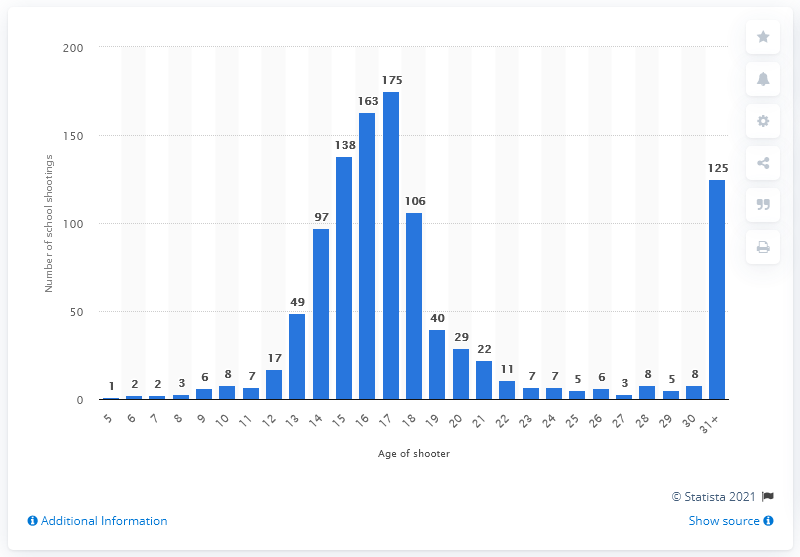 200
150
100
50
0
Number of school shootings
1 2 2 3 6 8 7 17 49 97 138 163 175 106 40 29 22 11 7 7 5 6 3 8 5 8 125
5 6 7 8 9 10 11 12 13 14 15 16 17 18 19 20 21 22 23 24 25 26 27 28 29 30 31+
Age of shooter
© Statista 2021
Additional Information
Show source